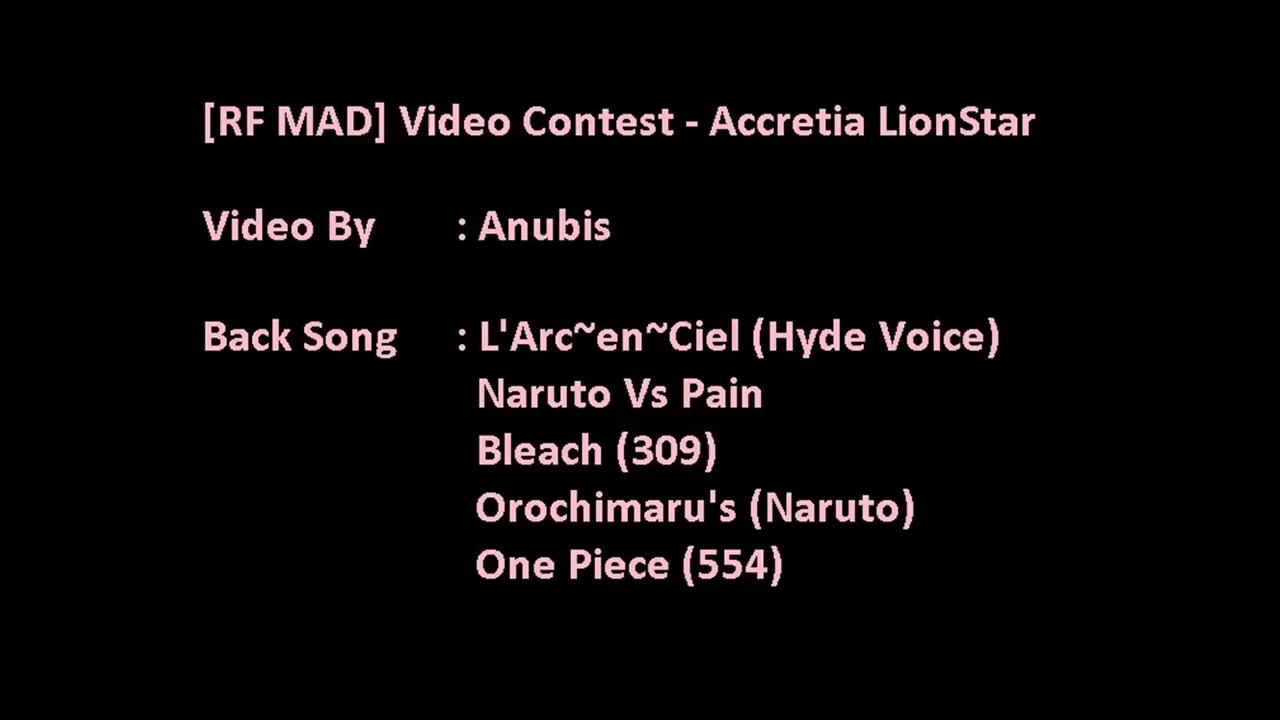 [RF MAD] Video Contest - Accretia LionStar
Video By : Anubis
Back Song : L'Arc~en~Ciel (Hyde Voice)
Naruto Vs Pain
Bleach (309)
Orochimaru's (Naruto)
One Piece (554)